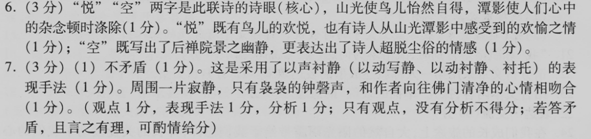 6.（3 分）“悦”“空”两字是此联诗的诗眼（核心），山光使鸟儿怡然自得，潭影使人们心中
的杂念顿时涤除（1 分）。“悦”既有鸟儿的欢悦，也有诗人从山光潭影中感受到的欢愉之情
（1 分）；“空”既写出了后禅院景之幽静，更表达出了诗人超脱尘俗的情感（1 分）。
7.（3 分）（1）不矛盾（1 分）。这是采用了以声衬静（以动写静、以动衬静、衬托）的表
现手法（1 分）。周围一片寂静，只有袅袅的钟磬声，和作者向往佛门清净的心情相吻合
（1 分）。（观点 1 分，表现手法 1 分，分析 1 分；只有观点，没有分析不得分；若答矛
盾，且言之有理，可酌情给分）